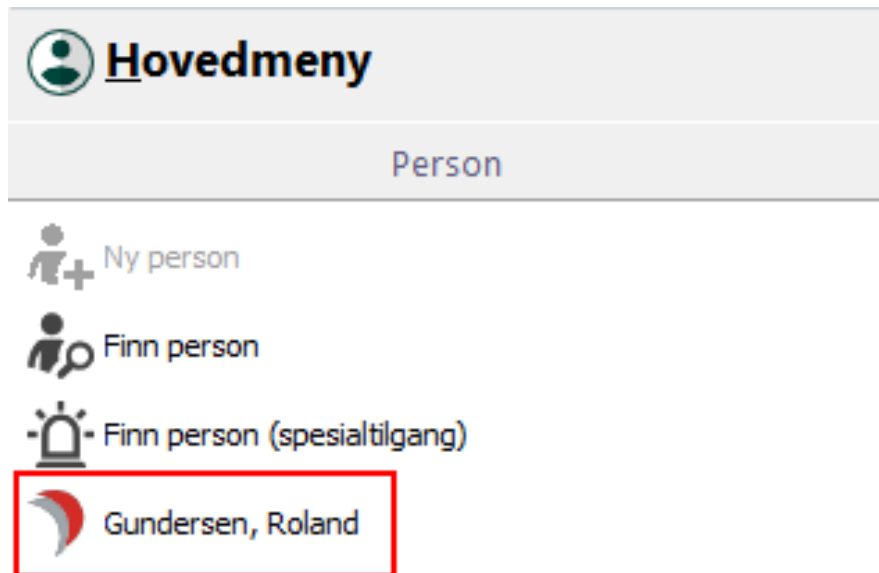 Hovedmeny
Person
Ny person
Finn person
Finn person (spesialtilgang)
Gundersen, Roland